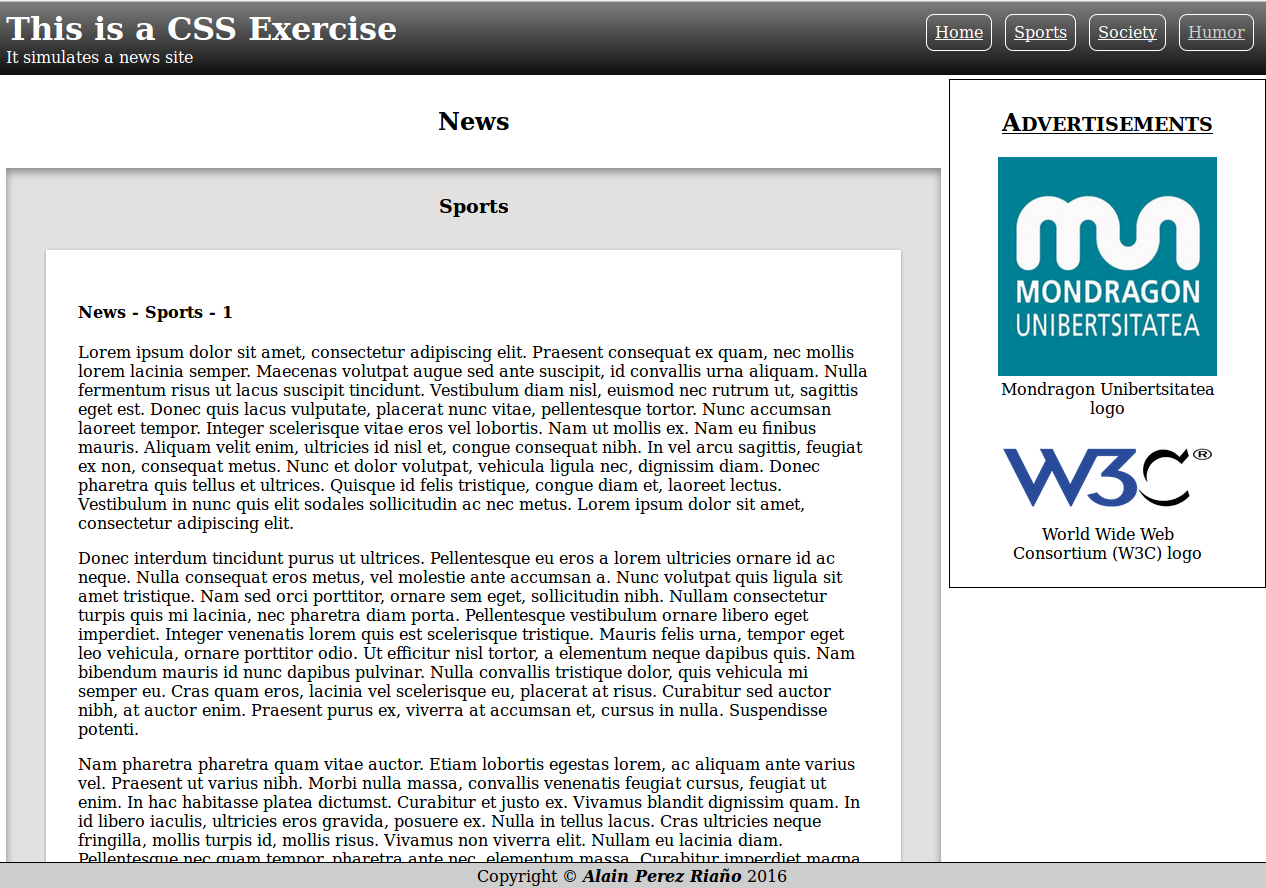 This is a CSS Exercise
It simulates a news site
Home Sports Society Humor
News
Sports
News - Sports - 1
Lorem ipsum dolor sit amet, consectetur adipiscing elit. Praesent consequat ex quam, nec mollis
lorem lacinia semper. Maecenas volutpat augue sed ante suscipit, id convallis urna aliquam. Nulla
fermentum risus ut lacus suscipit tincidunt. Vestibulum diam nisl, euismod nec rutrum ut, sagittis
eget est. Donec quis lacus vulputate, placerat nunc vitae, pellentesque tortor. Nunc accumsan
laoreet tempor. Integer scelerisque vitae eros vel lobortis. Nam ut mollis ex. Nam eu finibus
mauris. Aliquam velit enim, ultricies id nisl et, congue consequat nibh. In vel arcu sagittis, feugiat
ex non, consequat metus. Nunc et dolor volutpat, vehicula ligula nec, dignissim diam. Donec
pharetra quis tellus et ultrices. Quisque id felis tristique, congue diam et, laoreet lectus.
Vestibulum in nunc quis elit sodales sollicitudin ac nec metus. Lorem ipsum dolor sit amet,
consectetur adipiscing elit.
Donec interdum tincidunt purus ut ultrices. Pellentesque eu eros a lorem ultricies ornare id ac
neque. Nulla consequat eros metus, vel molestie ante accumsan a. Nunc volutpat quis ligula sit
amet tristique. Nam sed orci porttitor, ornare sem eget, sollicitudin nibh. Nullam consectetur
turpis quis mi lacinia, nec pharetra diam porta. Pellentesque vestibulum ornare libero eget
imperdiet. Integer venenatis lorem quis est scelerisque tristique. Mauris felis urna, tempor eget
leo vehicula, ornare porttitor odio. Ut efficitur nisl tortor, a elementum neque dapibus quis. Nam
bibendum mauris id nunc dapibus pulvinar. Nulla convallis tristique dolor, quis vehicula mi
semper eu. Cras quam eros, lacinia vel scelerisque eu, placerat at risus. Curabitur sed auctor
nibh, at auctor enim. Praesent purus ex, viverra at accumsan et, cursus in nulla. Suspendisse
potenti.
Nam pharetra pharetra quam vitae auctor. Etiam lobortis egestas lorem, ac aliquam ante varius
vel. Praesent ut varius nibh. Morbi nulla massa, convallis venenatis feugiat cursus, feugiat ut
enim. In hac habitasse platea dictumst. Curabitur et justo ex. Vivamus blandit dignissim quam. In
id libero iaculis, ultricies eros gravida, posuere ex. Nulla in tellus lacus. Cras ultricies neque
fringilla, mollis turpis id, mollis risus. Vivamus non viverra elit. Nullam eu lacinia diam.
Pellentesque nec quam tempor, pharetra ante nec, elementum massa. Curabitur imperdiet magna
ADVERTISEMENTS
MONDRAGON
UNIBERTSITATEA
Mondragon Unibertsitatea
logo
W3C®
World Wide Web
Consortium (W3C) logo
Copyright © Alain Perez Riaño 2016